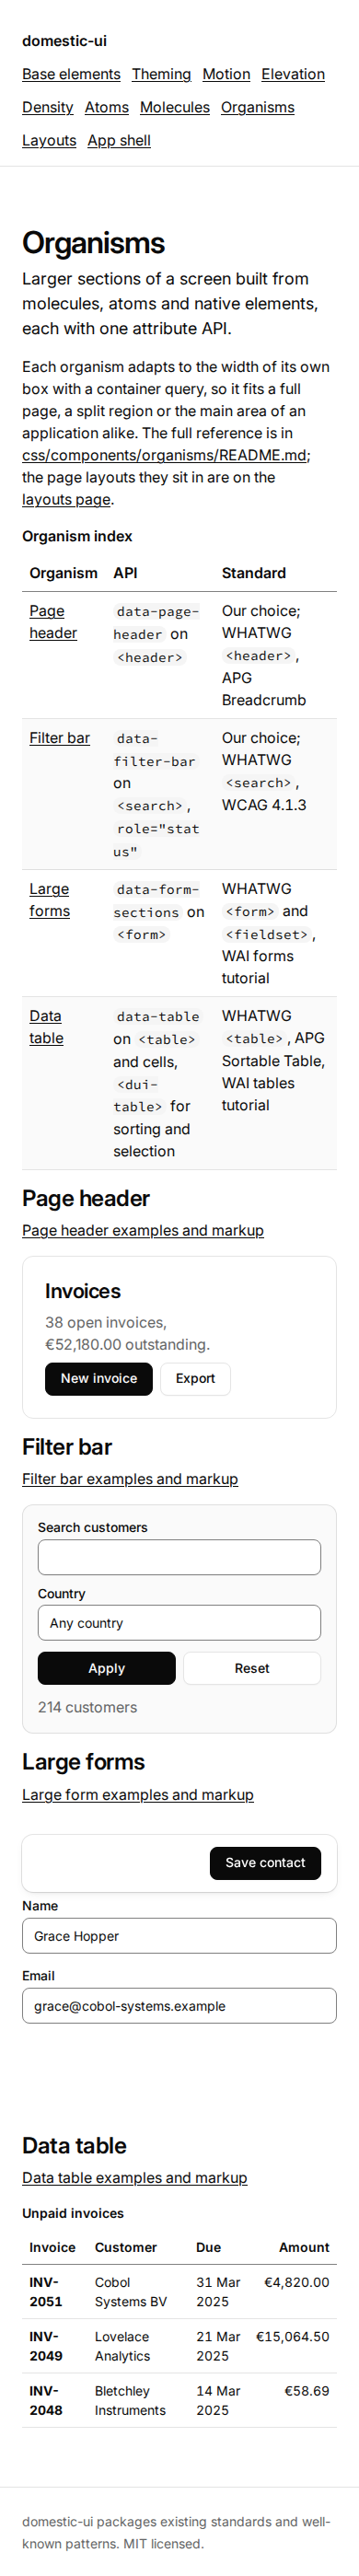 domestic-ui
Base elements Theming Motion Elevation
Density Atoms Molecules Organisms
Layouts App shell
Organisms
Larger sections of a screen built from
molecules, atoms and native elements,
each with one attribute API.
Each organism adapts to the width of its own
box with a container query, so it fits a full
page, a split region or the main area of an
application alike. The full reference is in
css/components/organisms/README.md;
the page layouts they sit in are on the
layouts page.
Organism index
Organism API Standard
Page
header
data-page-
header on
<header>
Our choice;
WHATWG
<header>,
APG
Breadcrumb
Filter bar
data-
filter-bar
on
<search>,
role="stat
us"
Our choice;
WHATWG
<search>,
WCAG 4.1.3
Large
forms
data-form-
sections on
<form>
WHATWG
<form> and
<fieldset>,
WAI forms
tutorial
Data
table
data-table
on <table>
and cells,
<dui-
table> for
sorting and
selection
WHATWG
<table>, APG
Sortable Table,
WAI tables
tutorial
Page header
Page header examples and markup
Invoices
38 open invoices,
€52,180.00 outstanding.
New invoice Export
Filter bar
Filter bar examples and markup
Search customers
Country
Any country
Apply Reset
214 customers
Large forms
Large form examples and markup
Save contact
Name
Grace Hopper
Email
grace@cobol-systems.example
Data table
Data table examples and markup
Unpaid invoices
Invoice Customer Due Amount
INV-
2051
Cobol
Systems BV
31 Mar
2025
€4,820.00
INV-
2049
Lovelace
Analytics
21 Mar
2025
€15,064.50
INV-
2048
Bletchley
Instruments
14 Mar
2025
€58.69
domestic-ui packages existing standards and well-
known patterns. MIT licensed.